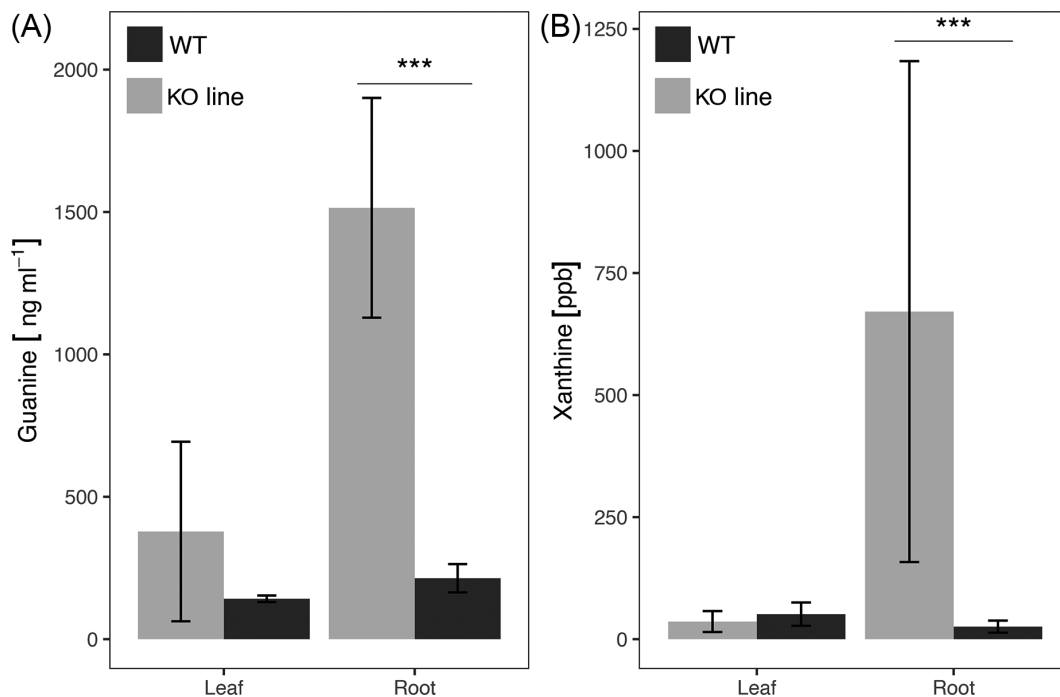 (A)
WT
KO line
***
2000
1500
1000
500
0
Guanine [ ng ml⁻¹]
Leaf
Root
(B)
WT
KO line
***
1250
1000
750
500
250
0
Xanthine [ppb]
Leaf
Root